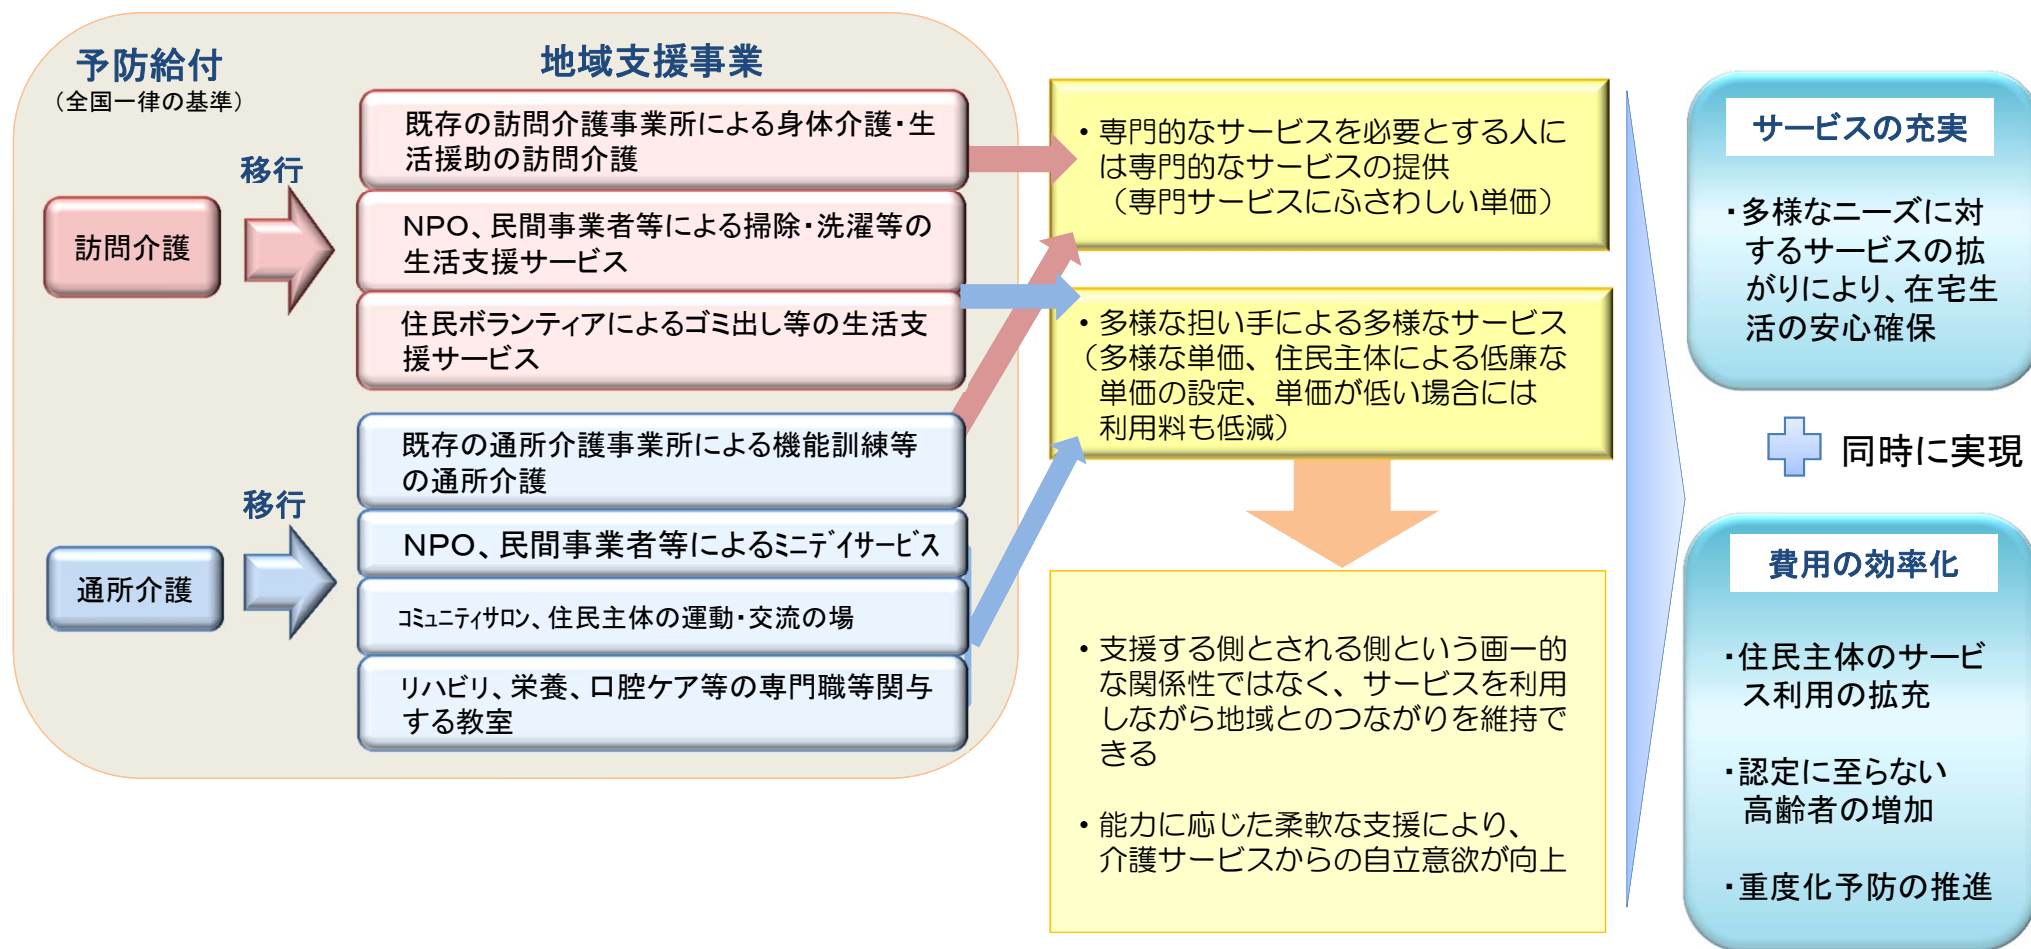 予防給付
（全国一律の基準）
地域支援事業
移行
訪問介護
既存の訪問介護事業所による身体介護・生
活援助の訪問介護
NPO、民間事業者等による掃除・洗濯等の
生活支援サービス
住民ボランティアによるゴミ出し等の生活支
援サービス
移行
通所介護
既存の通所介護事業所による機能訓練等
の通所介護
NPO、民間事業者等によるミニデイサービス
コミュニティサロン、住民主体の運動・交流の場
リハビリ、栄養、口腔ケア等の専門職等関与
する教室
・専門的なサービスを必要とする人に
は専門的なサービスの提供
（専門サービスにふさわしい単価）
・多様な担い手による多様なサービス
（多様な単価、住民主体による低廉な
単価の設定、単価が低い場合には
利用料も低減）
・支援する側とされる側という画一的
な関係性ではなく、サービスを利用
しながら地域とのつながりを維持で
きる
・能力に応じた柔軟な支援により、
介護サービスからの自立意欲が向上
サービスの充実
・多様なニーズに対
するサービスの拡
がりにより、在宅生
活の安心確保
同時に実現
費用の効率化
・住民主体のサービ
ス利用の拡充
・認定に至らない
高齢者の増加
・重度化予防の推進